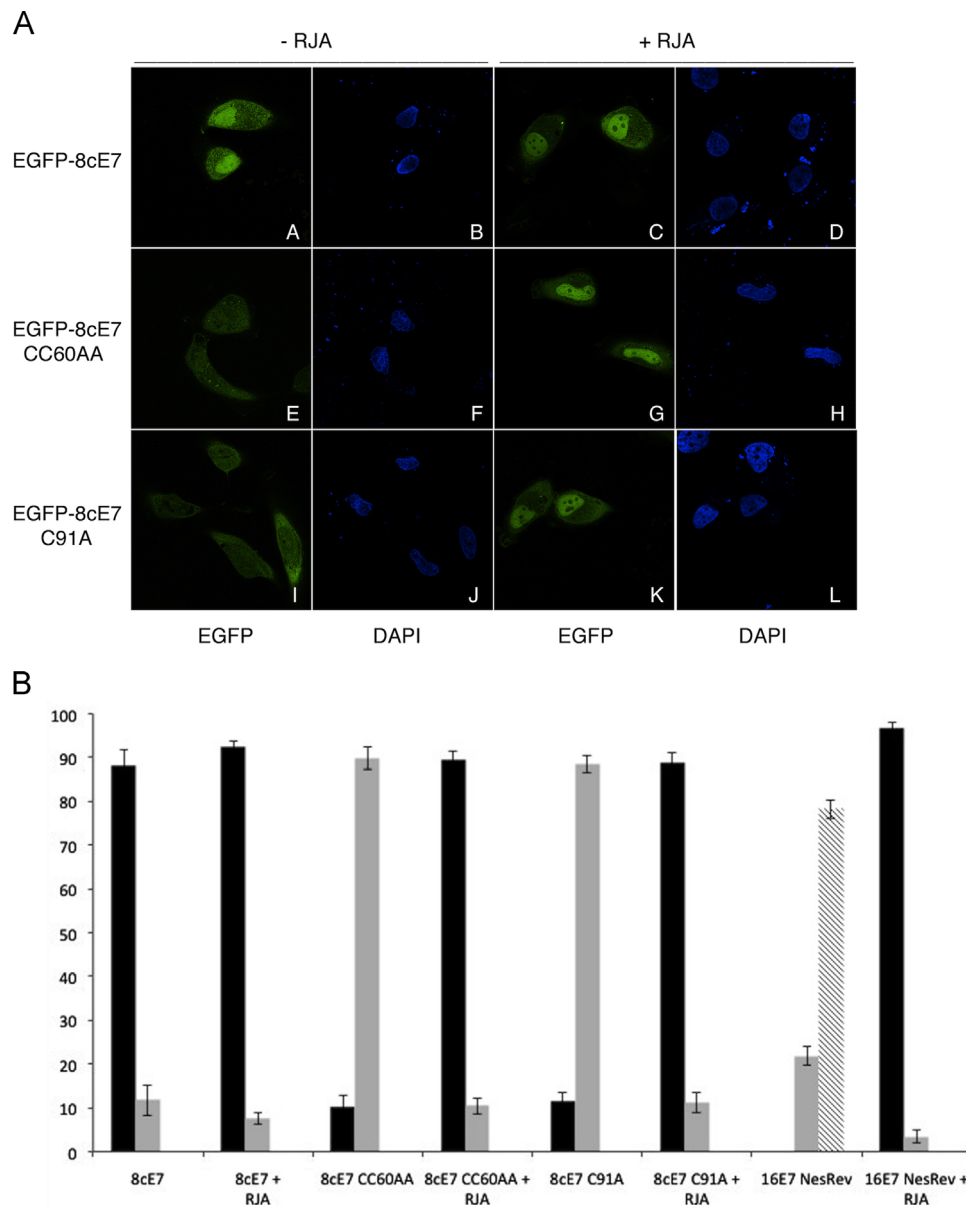 A
- RJA
+ RJA
EGFP-8cE7
A
B
C
D
EGFP-8cE7
CC60AA
E
F
G
H
EGFP-8cE7
C91A
I
J
K
L
EGFP
DAPI
EGFP
DAPI
B
100
90
80
70
60
50
40
30
20
10
0
8cE7
8cE7 +
RJA
8cE7 CC60AA
8cE7 CC60AA +
RJA
8cE7 C91A
8cE7 C91A +
RJA
16E7 NesRev
16E7 NesRev +
RJA